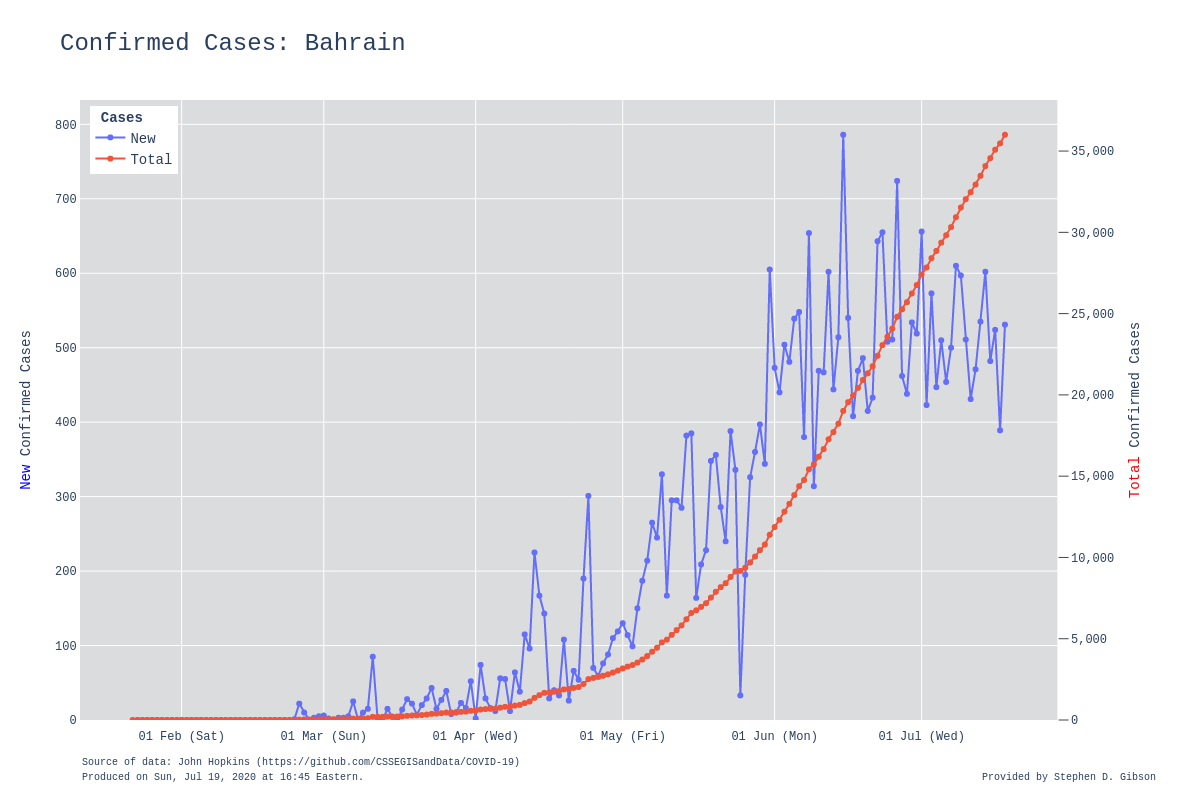 Confirmed Cases: Bahrain
Cases
New
Total
800
700
600
500
400
300
200
100
0
New Confirmed Cases
35,000
30,000
25,000
20,000
15,000
10,000
5,000
0
Total Confirmed Cases
01 Feb (Sat) 01 Mar (Sun) 01 Apr (Wed) 01 May (Fri) 01 Jun (Mon) 01 Jul (Wed)
Source of data: John Hopkins (https://github.com/CSSEGISandData/COVID-19)
Produced on Sun, Jul 19, 2020 at 16:45 Eastern.
Provided by Stephen D. Gibson